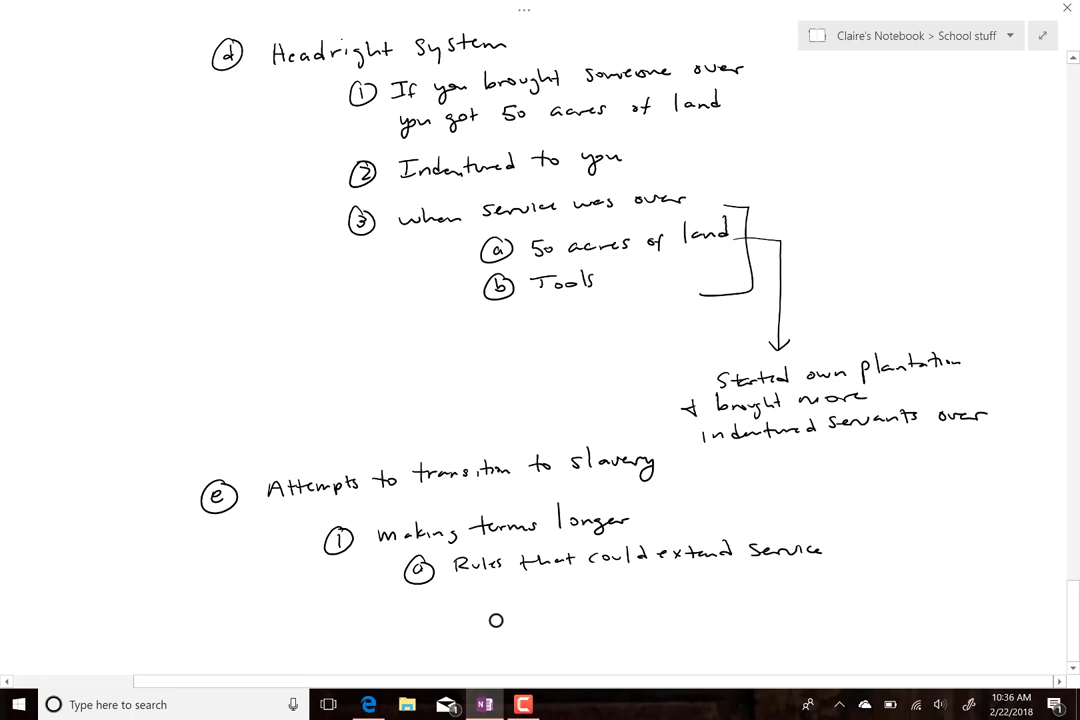 ...
Claire's Notebook > School stuff
d Headright System
1 If you brought someone over
you got 50 acres of land
2 Indentured to you
3 when service was over
a 50 acres of land
b Tools
Started own plantation
+ brought more
indentured servants over
e Attempts to transition to slavery
1 making terms longer
a Rules that could extend service
Type here to search
10:36 AM
2/22/2018